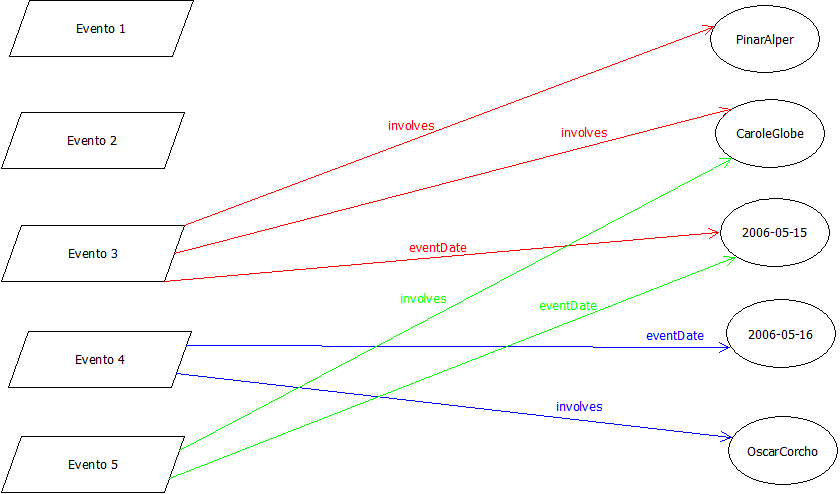 Evento 1
PinarAlper
involves
involves
CaroleGlobe
Evento 2
Evento 3
eventDate
2006-05-15
involves
eventDate
2006-05-16
eventDate
Evento 4
involves
OscarCorcho
Evento 5